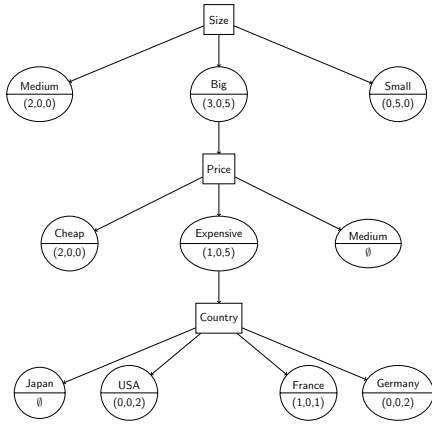 Size
Medium
(2,0,0)
Big
(3,0,5)
Small
(0,5,0)
Price
Cheap
(2,0,0)
Expensive
(1,0,5)
Medium
∅
Country
Japan
∅
USA
(0,0,2)
France
(1,0,1)
Germany
(0,0,2)